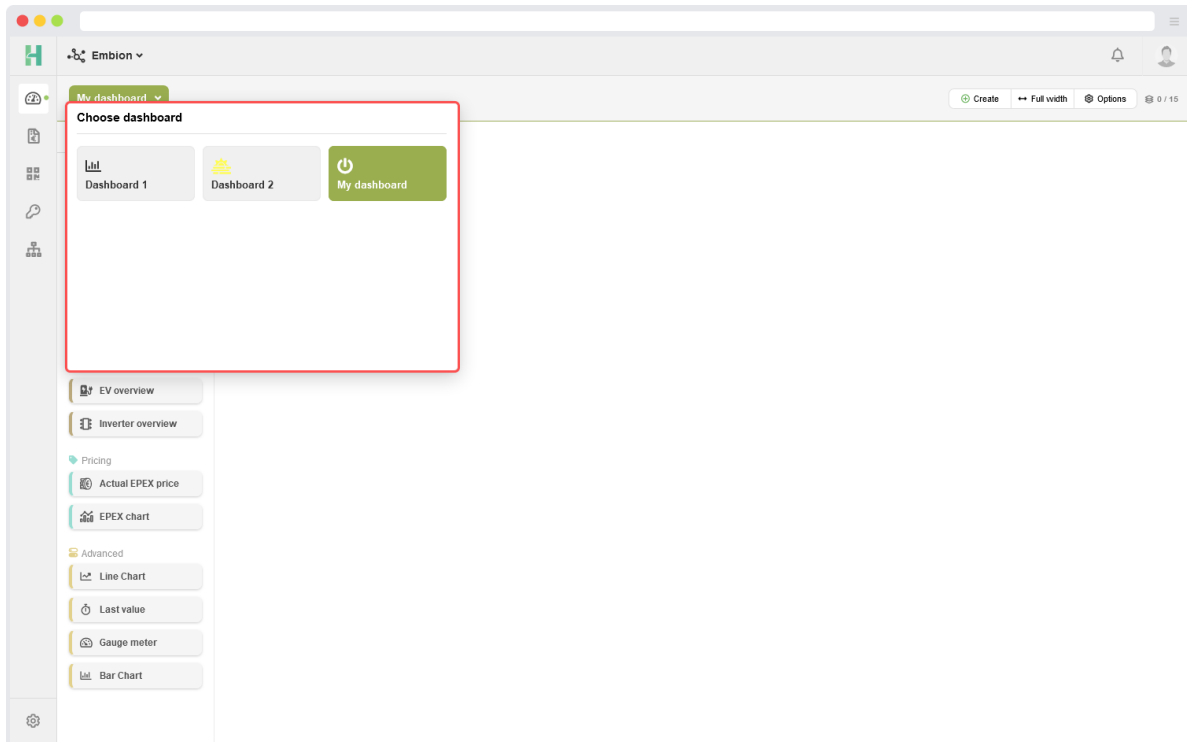 Embion
My dashboard
Create
Full width
Options
0 / 15
Choose dashboard
Dashboard 1
Dashboard 2
My dashboard
EV overview
Inverter overview
Pricing
Actual EPEX price
EPEX chart
Advanced
Line Chart
Last value
Gauge meter
Bar Chart